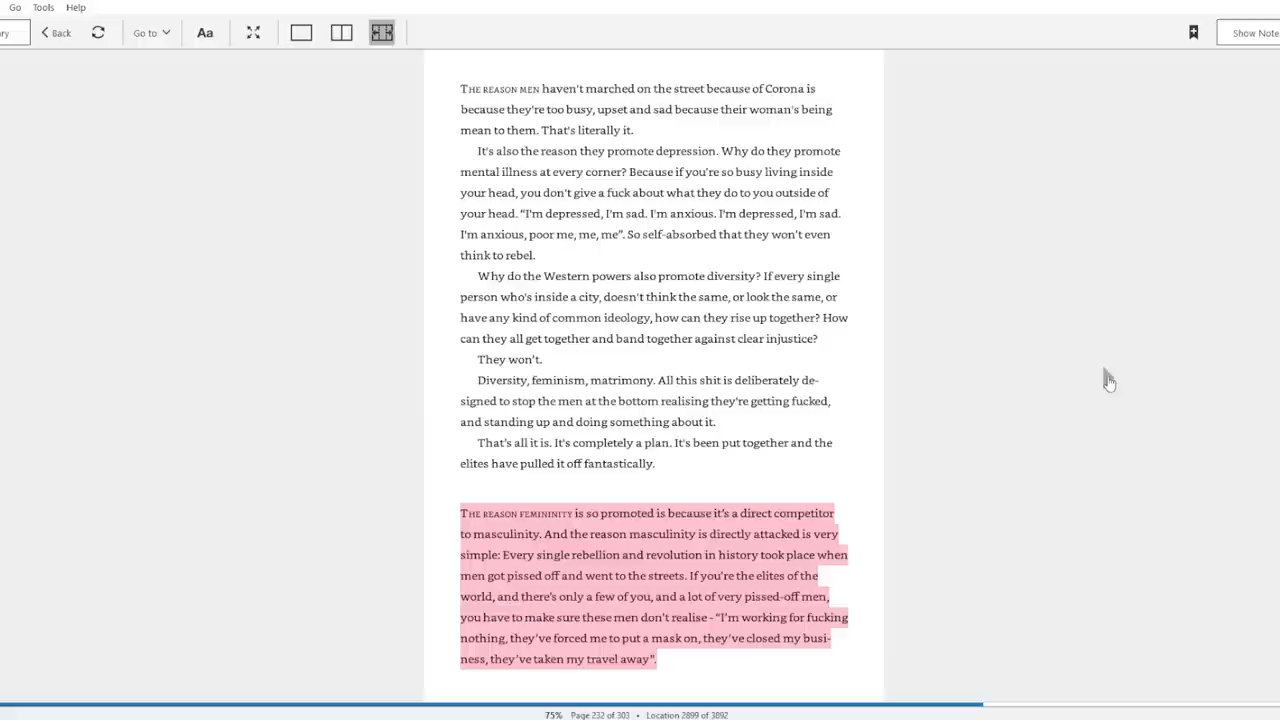 Go Tools Help
ry Back Go to Aa Show Note
THE REASON MEN haven't marched on the street because of Corona is
because they're too busy, upset and sad because their woman's being
mean to them. That's literally it.
It's also the reason they promote depression. Why do they promote
mental illness at every corner? Because if you're so busy living inside
your head, you don't give a fuck about what they do to you outside of
your head. “I'm depressed, I'm sad. I'm anxious. I'm depressed, I'm sad.
I'm anxious, poor me, me, me”. So self-absorbed that they won't even
think to rebel.
Why do the Western powers also promote diversity? If every single
person who's inside a city, doesn't think the same, or look the same, or
have any kind of common ideology, how can they rise up together? How
can they all get together and band together against clear injustice?
They won't.
Diversity, feminism, matrimony. All this shit is deliberately de-
signed to stop the men at the bottom realising they're getting fucked,
and standing up and doing something about it.
That's all it is. It's completely a plan. It's been put together and the
elites have pulled it off fantastically.
THE REASON FEMININITY is so promoted is because it's a direct competitor
to masculinity. And the reason masculinity is directly attacked is very
simple: Every single rebellion and revolution in history took place when
men got pissed off and went to the streets. If you're the elites of the
world, and there's only a few of you, and a lot of very pissed-off men,
you have to make sure these men don't realise - “I'm working for fucking
nothing, they've forced me to put a mask on, they've closed my busi-
ness, they've taken my travel away”.
75% Page 232 of 303 • Location 2899 of 3892